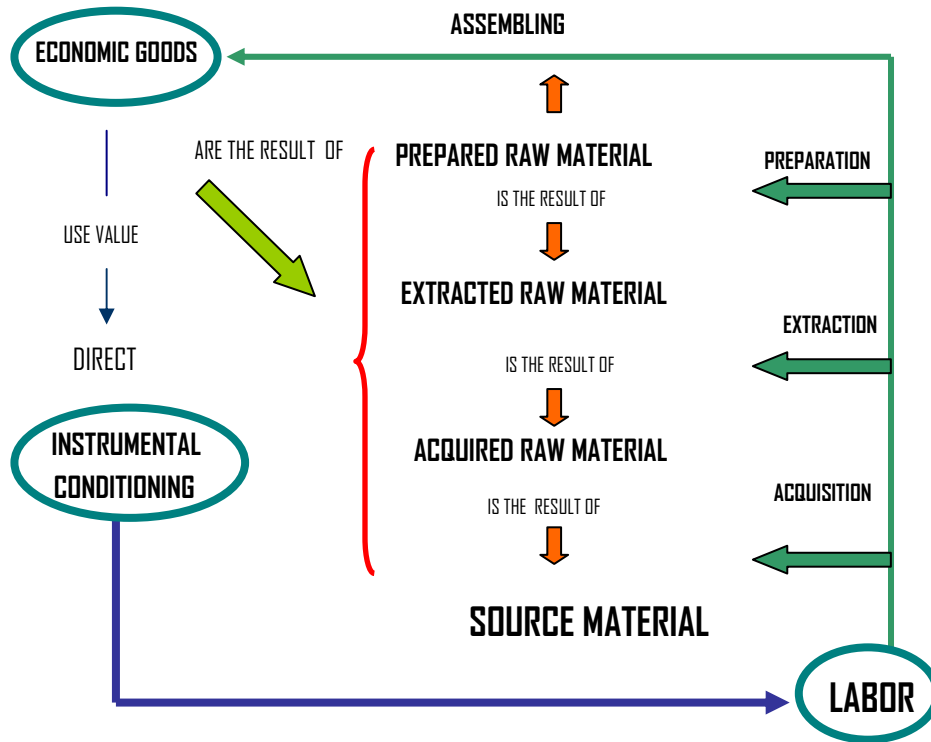 ASSEMBLING
ECONOMIC GOODS
ARE THE RESULT OF
PREPARED RAW MATERIAL
PREPARATION
IS THE RESULT OF
USE VALUE
EXTRACTED RAW MATERIAL
EXTRACTION
DIRECT
IS THE RESULT OF
INSTRUMENTAL
CONDITIONING
ACQUIRED RAW MATERIAL
ACQUISITION
IS THE RESULT OF
SOURCE MATERIAL
LABOR